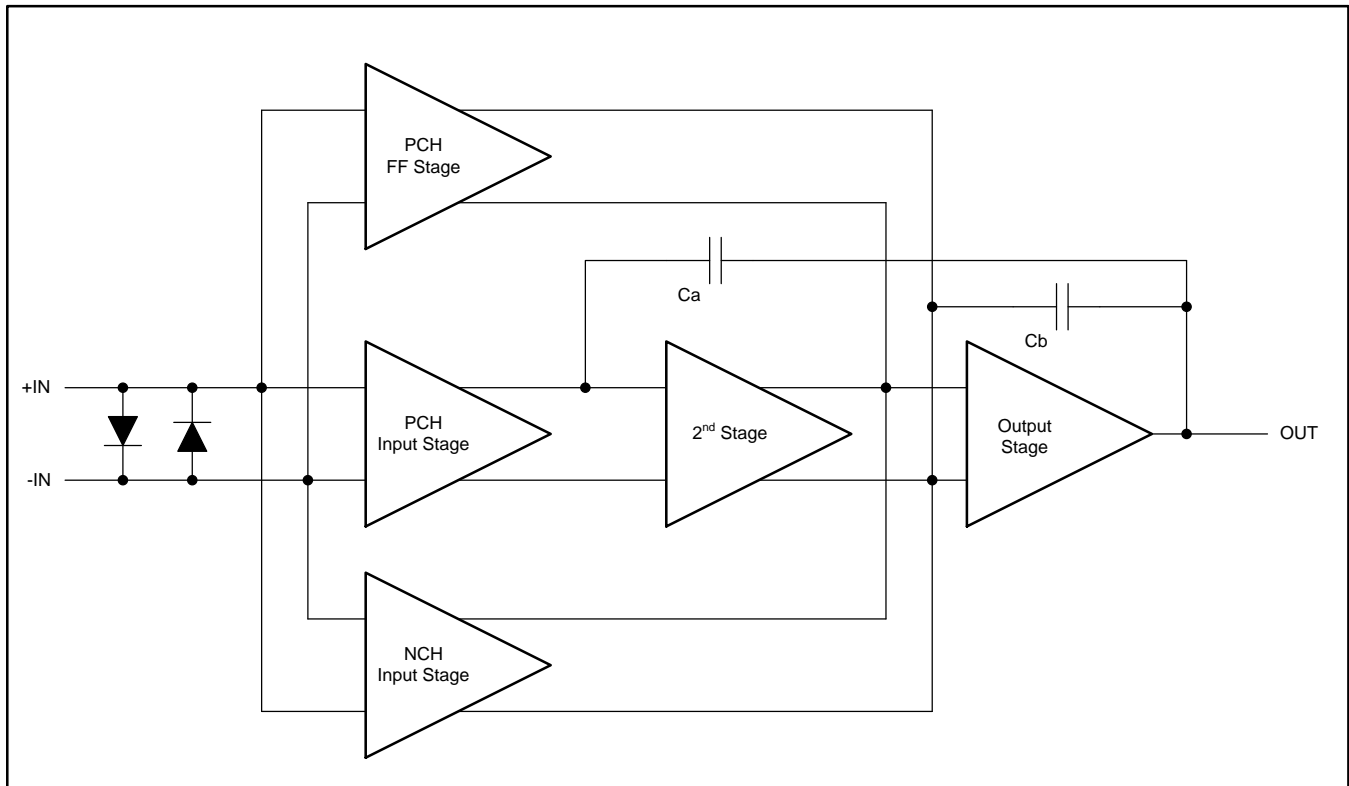 PCH
FF Stage
Ca
Cb
+IN
PCH
Input Stage
2nd Stage
Output
Stage
OUT
-IN
NCH
Input Stage